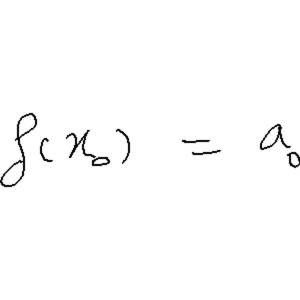 f(x₀) = a₀